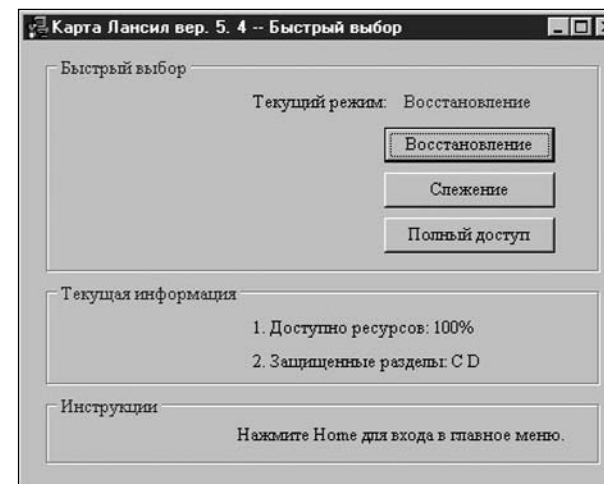 Карта Лансил вер. 5. 4 -- Быстрый выбор
Быстрый выбор
Текущий режим: Восстановление
Восстановление
Слежение
Полный доступ
Текущая информация
1. Доступно ресурсов: 100%
2. Защищенные разделы: C D
Инструкции
Нажмите Home для входа в главное меню.